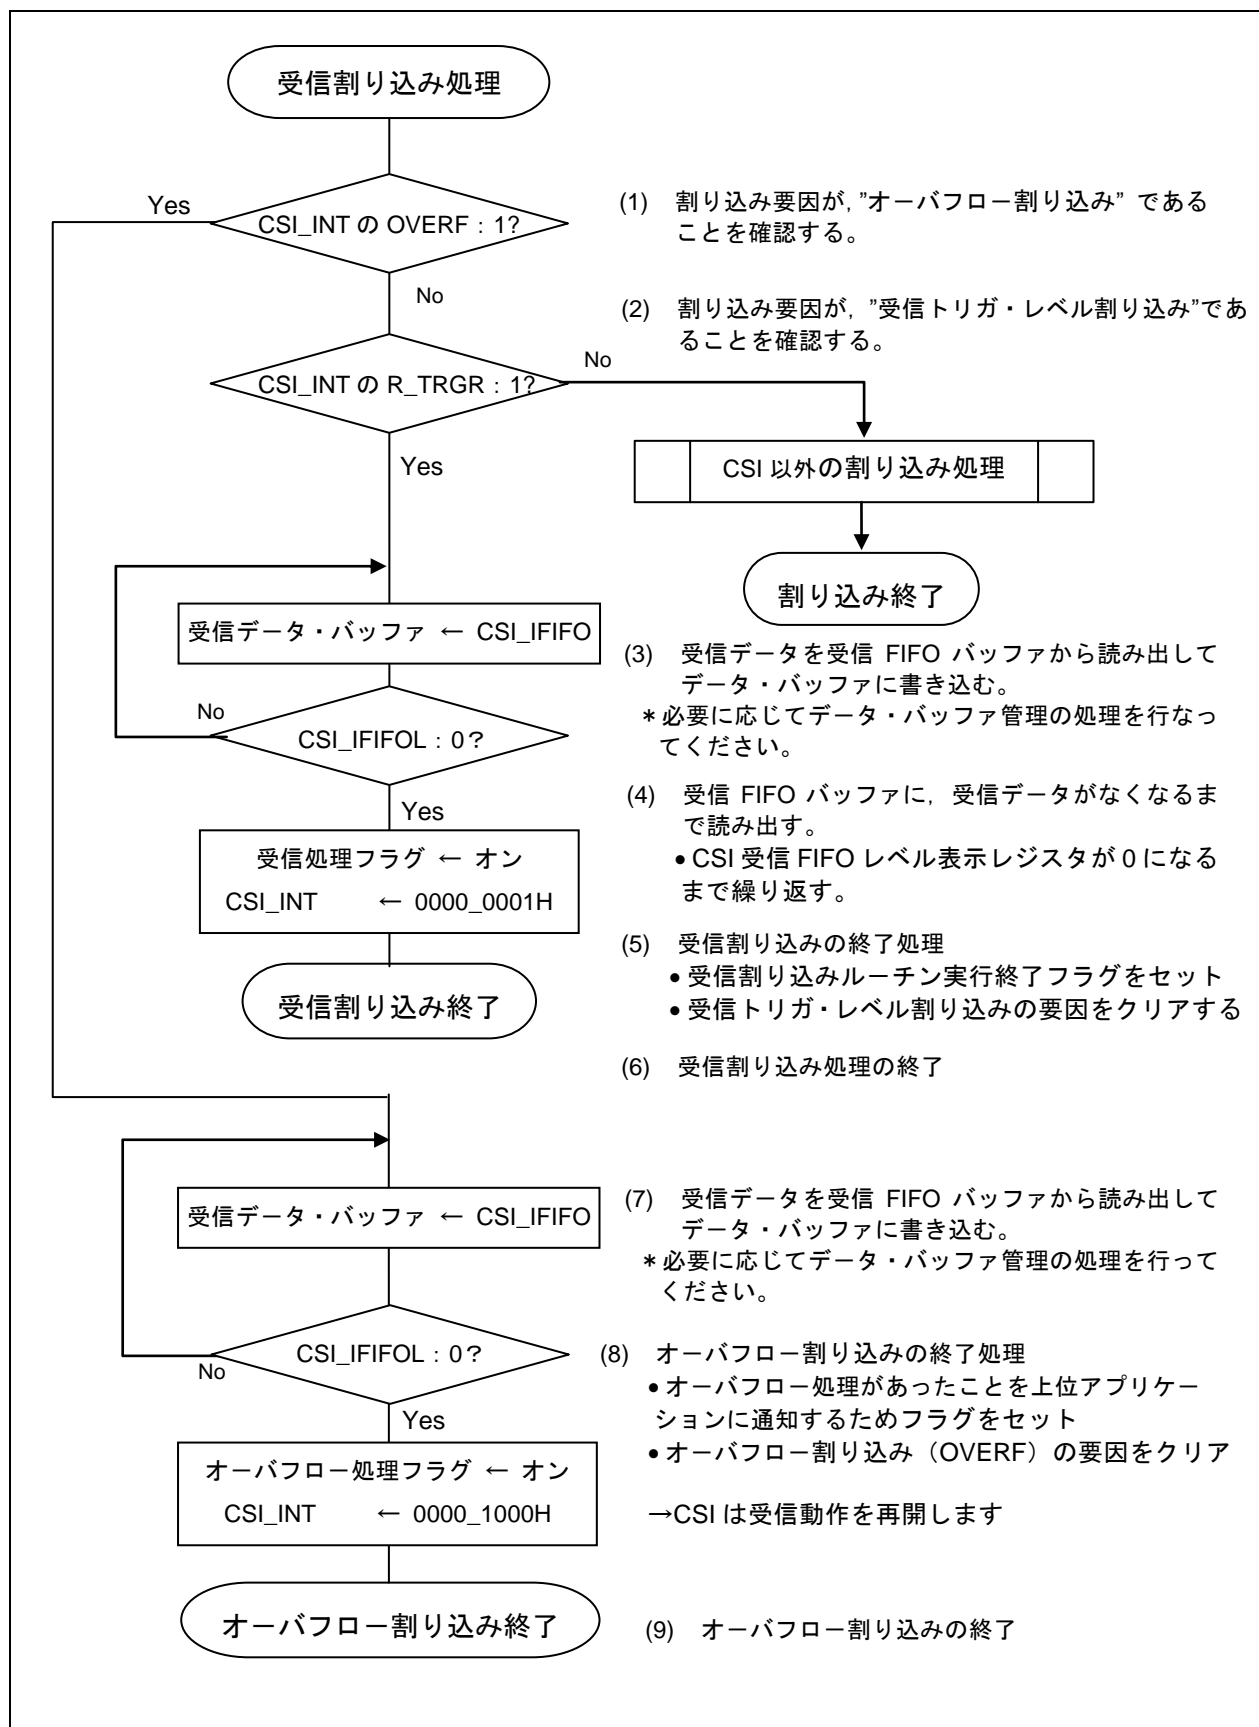 受信割り込み処理
Yes
CSI_INT の OVERF：1?
(1) 割り込み要因が，”オーバフロー割り込み” である
ことを確認する。
No
(2) 割り込み要因が，”受信トリガ・レベル割り込み”であ
ることを確認する。
No
CSI_INT の R_TRGR：1?
Yes
CSI 以外の割り込み処理
割り込み終了
受信データ・バッファ ← CSI_IFIFO
(3) 受信データを受信 FIFO バッファから読み出して
データ・バッファに書き込む。
＊必要に応じてデータ・バッファ管理の処理を行なっ
てください。
No
CSI_IFIFOL：0？
(4) 受信 FIFO バッファに，受信データがなくなるま
で読み出す。
• CSI 受信 FIFO レベル表示レジスタが 0 になる
まで繰り返す。
Yes
受信処理フラグ ← オン
CSI_INT ← 0000_0001H
(5) 受信割り込みの終了処理
• 受信割り込みルーチン実行終了フラグをセット
• 受信トリガ・レベル割り込みの要因をクリアする
受信割り込み終了
(6) 受信割り込み処理の終了
受信データ・バッファ ← CSI_IFIFO
(7) 受信データを受信 FIFO バッファから読み出して
データ・バッファに書き込む。
＊必要に応じてデータ・バッファ管理の処理を行って
ください。
CSI_IFIFOL：0？
No
(8) オーバフロー割り込みの終了処理
• オーバフロー処理があったことを上位アプリケー
ションに通知するためフラグをセット
• オーバフロー割り込み（OVERF）の要因をクリア
Yes
オーバフロー処理フラグ ← オン
CSI_INT ← 0000_1000H
→CSI は受信動作を再開します
オーバフロー割り込み終了
(9) オーバフロー割り込みの終了